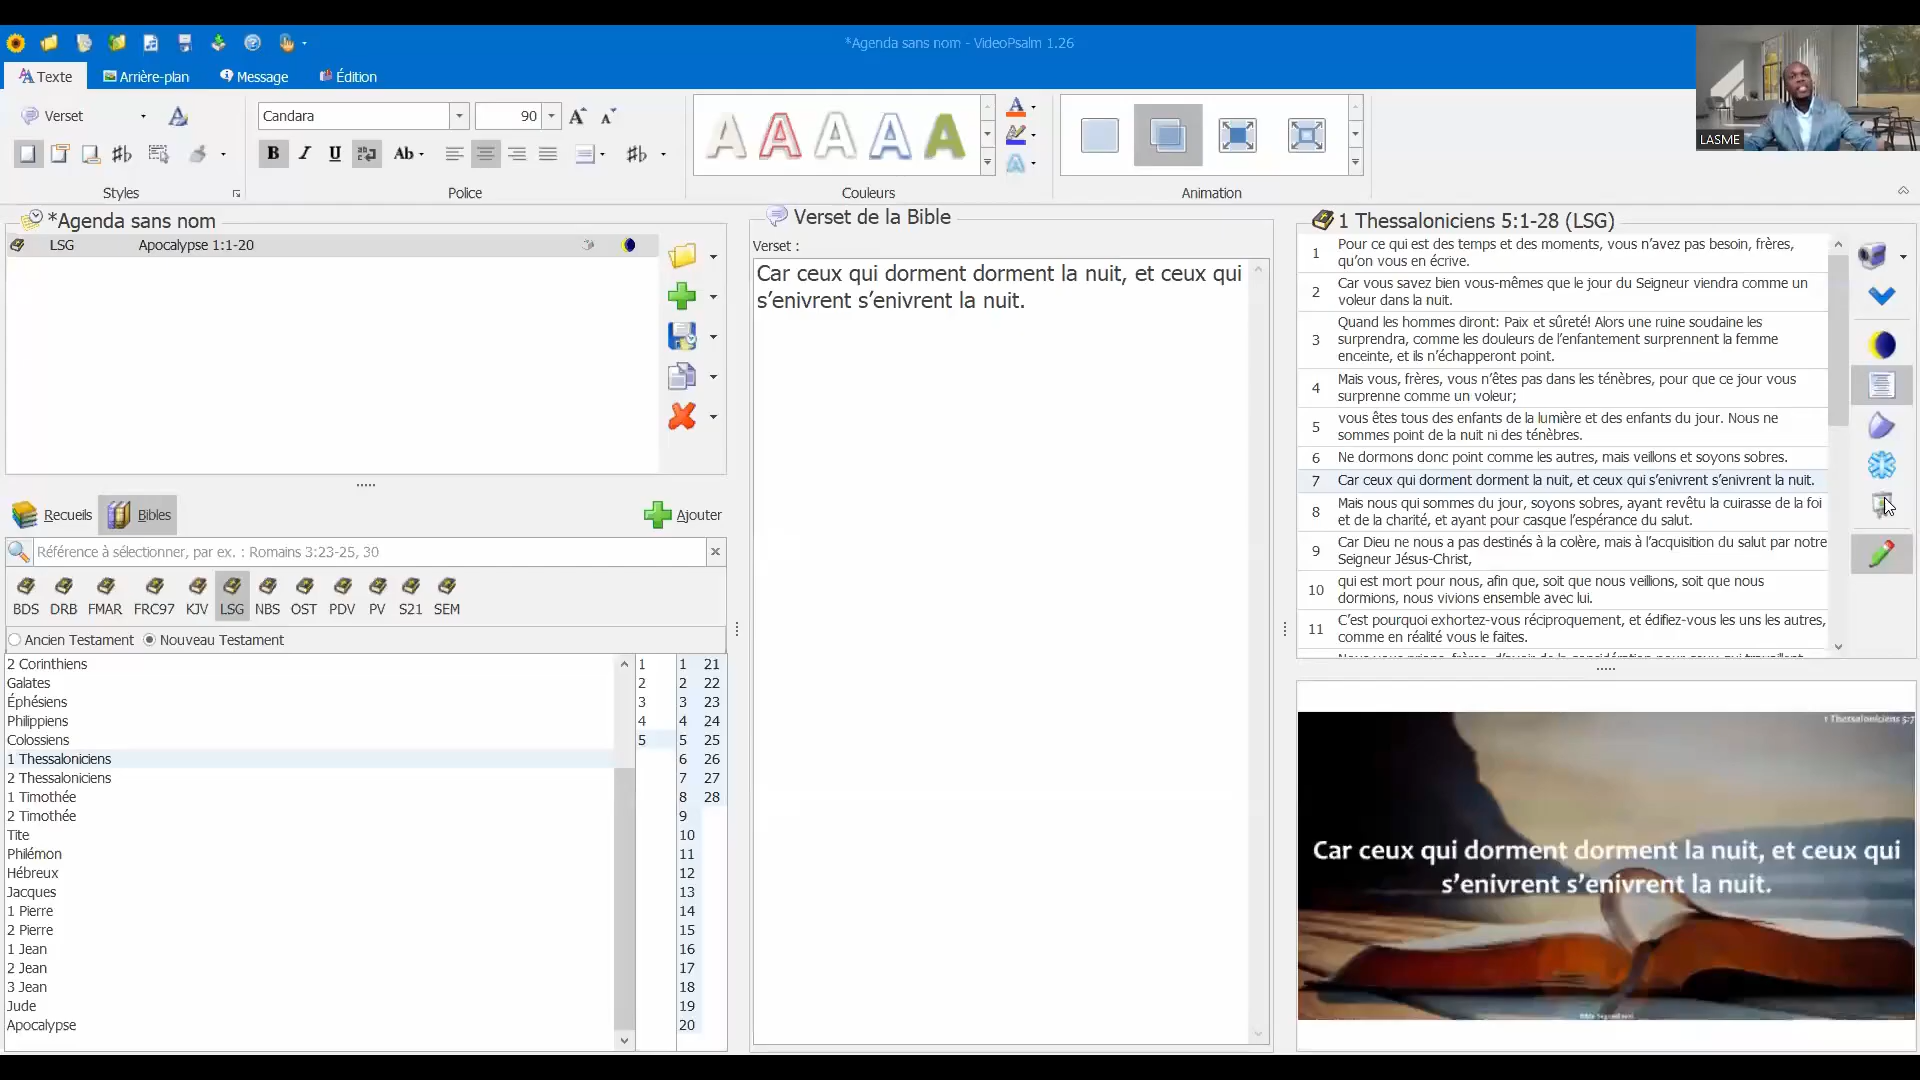 *Agenda sans nom - VideoPsalm 1.26
Texte
Arrière-plan
Message
Édition
LASME
Verset
Candara
90
Styles
Police
Couleurs
Animation
*Agenda sans nom
LSG Apocalypse 1:1-20
Recueils
Bibles
Ajouter
Référence à sélectionner, par ex. : Romains 3:23-25, 30
BDS DRB FMAR FRC97 KJV LSG NBS OST PDV PV S21 SEM
Ancien Testament Nouveau Testament
2 Corinthiens
Galates
Éphésiens
Philippiens
Colossiens
1 Thessaloniciens
2 Thessaloniciens
1 Timothée
2 Timothée
Tite
Philémon
Hébreux
Jacques
1 Pierre
2 Pierre
1 Jean
2 Jean
3 Jean
Jude
Apocalypse
1
2
3
4
5
1 21
2 22
3 23
4 24
5 25
6 26
7 27
8 28
9
10
11
12
13
14
15
16
17
18
19
20
Verset de la Bible
Verset :
Car ceux qui dorment dorment la nuit, et ceux qui
s’enivrent s’enivrent la nuit.
1 Thessaloniciens 5:1-28 (LSG)
1 Pour ce qui est des temps et des moments, vous n’avez pas besoin, frères,
qu’on vous en écrive.
2 Car vous savez bien vous-mêmes que le jour du Seigneur viendra comme un
voleur dans la nuit.
3 Quand les hommes diront: Paix et sûreté! Alors une ruine soudaine les
surprendra, comme les douleurs de l’enfantement surprennent la femme
enceinte, et ils n’échapperont point.
4 Mais vous, frères, vous n’êtes pas dans les ténèbres, pour que ce jour vous
surprenne comme un voleur;
5 vous êtes tous des enfants de la lumière et des enfants du jour. Nous ne
sommes point de la nuit ni des ténèbres.
6 Ne dormons donc point comme les autres, mais veillons et soyons sobres.
7 Car ceux qui dorment dorment la nuit, et ceux qui s’enivrent s’enivrent la nuit.
8 Mais nous qui sommes du jour, soyons sobres, ayant revêtu la cuirasse de la foi
et de la charité, et ayant pour casque l’espérance du salut.
9 Car Dieu ne nous a pas destinés à la colère, mais à l’acquisition du salut par notre
Seigneur Jésus-Christ,
10 qui est mort pour nous, afin que, soit que nous veillions, soit que nous
dormions, nous vivions ensemble avec lui.
11 C’est pourquoi exhortez-vous réciproquement, et édifiez-vous les uns les autres,
comme en réalité vous le faites.
1 Thessaloniciens 5:7
Car ceux qui dorment dorment la nuit, et ceux qui
s’enivrent s’enivrent la nuit.